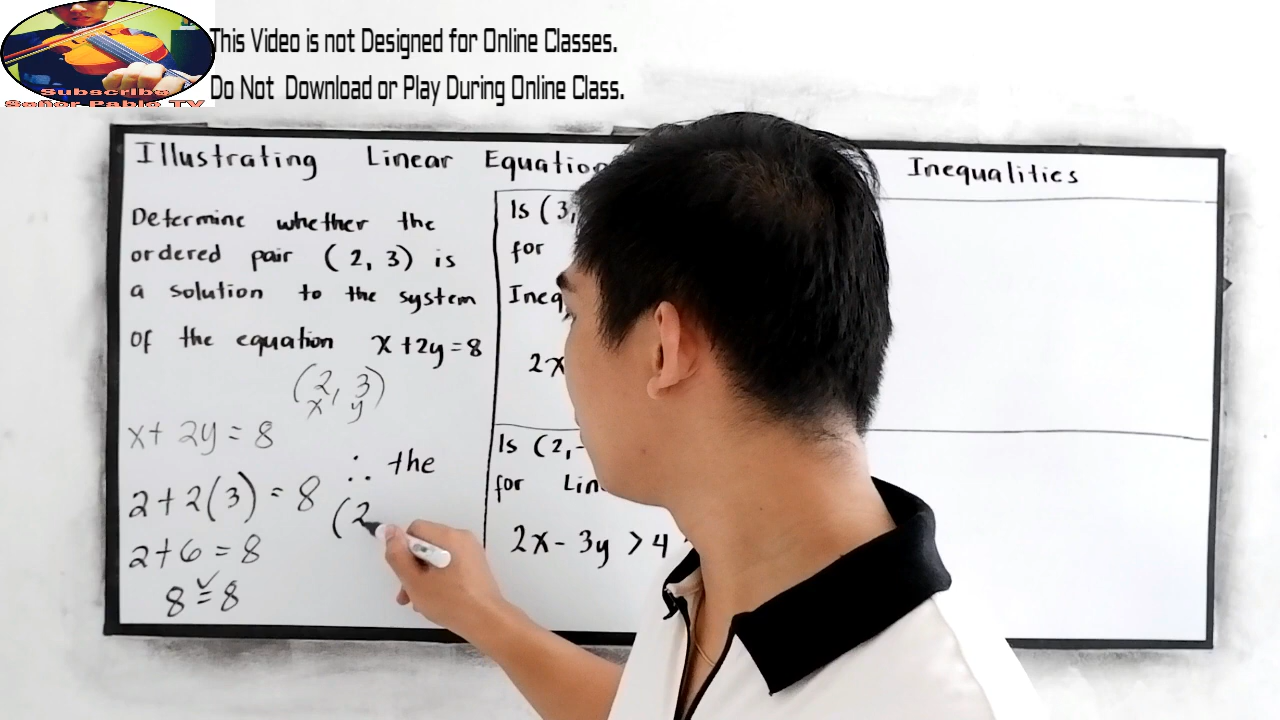 This Video is not Designed for Online Classes.
Do Not Download or Play During Online Class.
Subscribe
Señor Pablo TV
Illustrating Linear Equation Inequalities
Determine whether the
ordered pair (2, 3) is
a solution to the system
of the equation x+2y=8
(2, 3)
x y
x+ 2y = 8
2+2(3) = 8
2+6 = 8
8 = 8
∴ the
(2
Is (3,
for
Ineq
2x
Is (2,-
for Lin
2x- 3y > 4